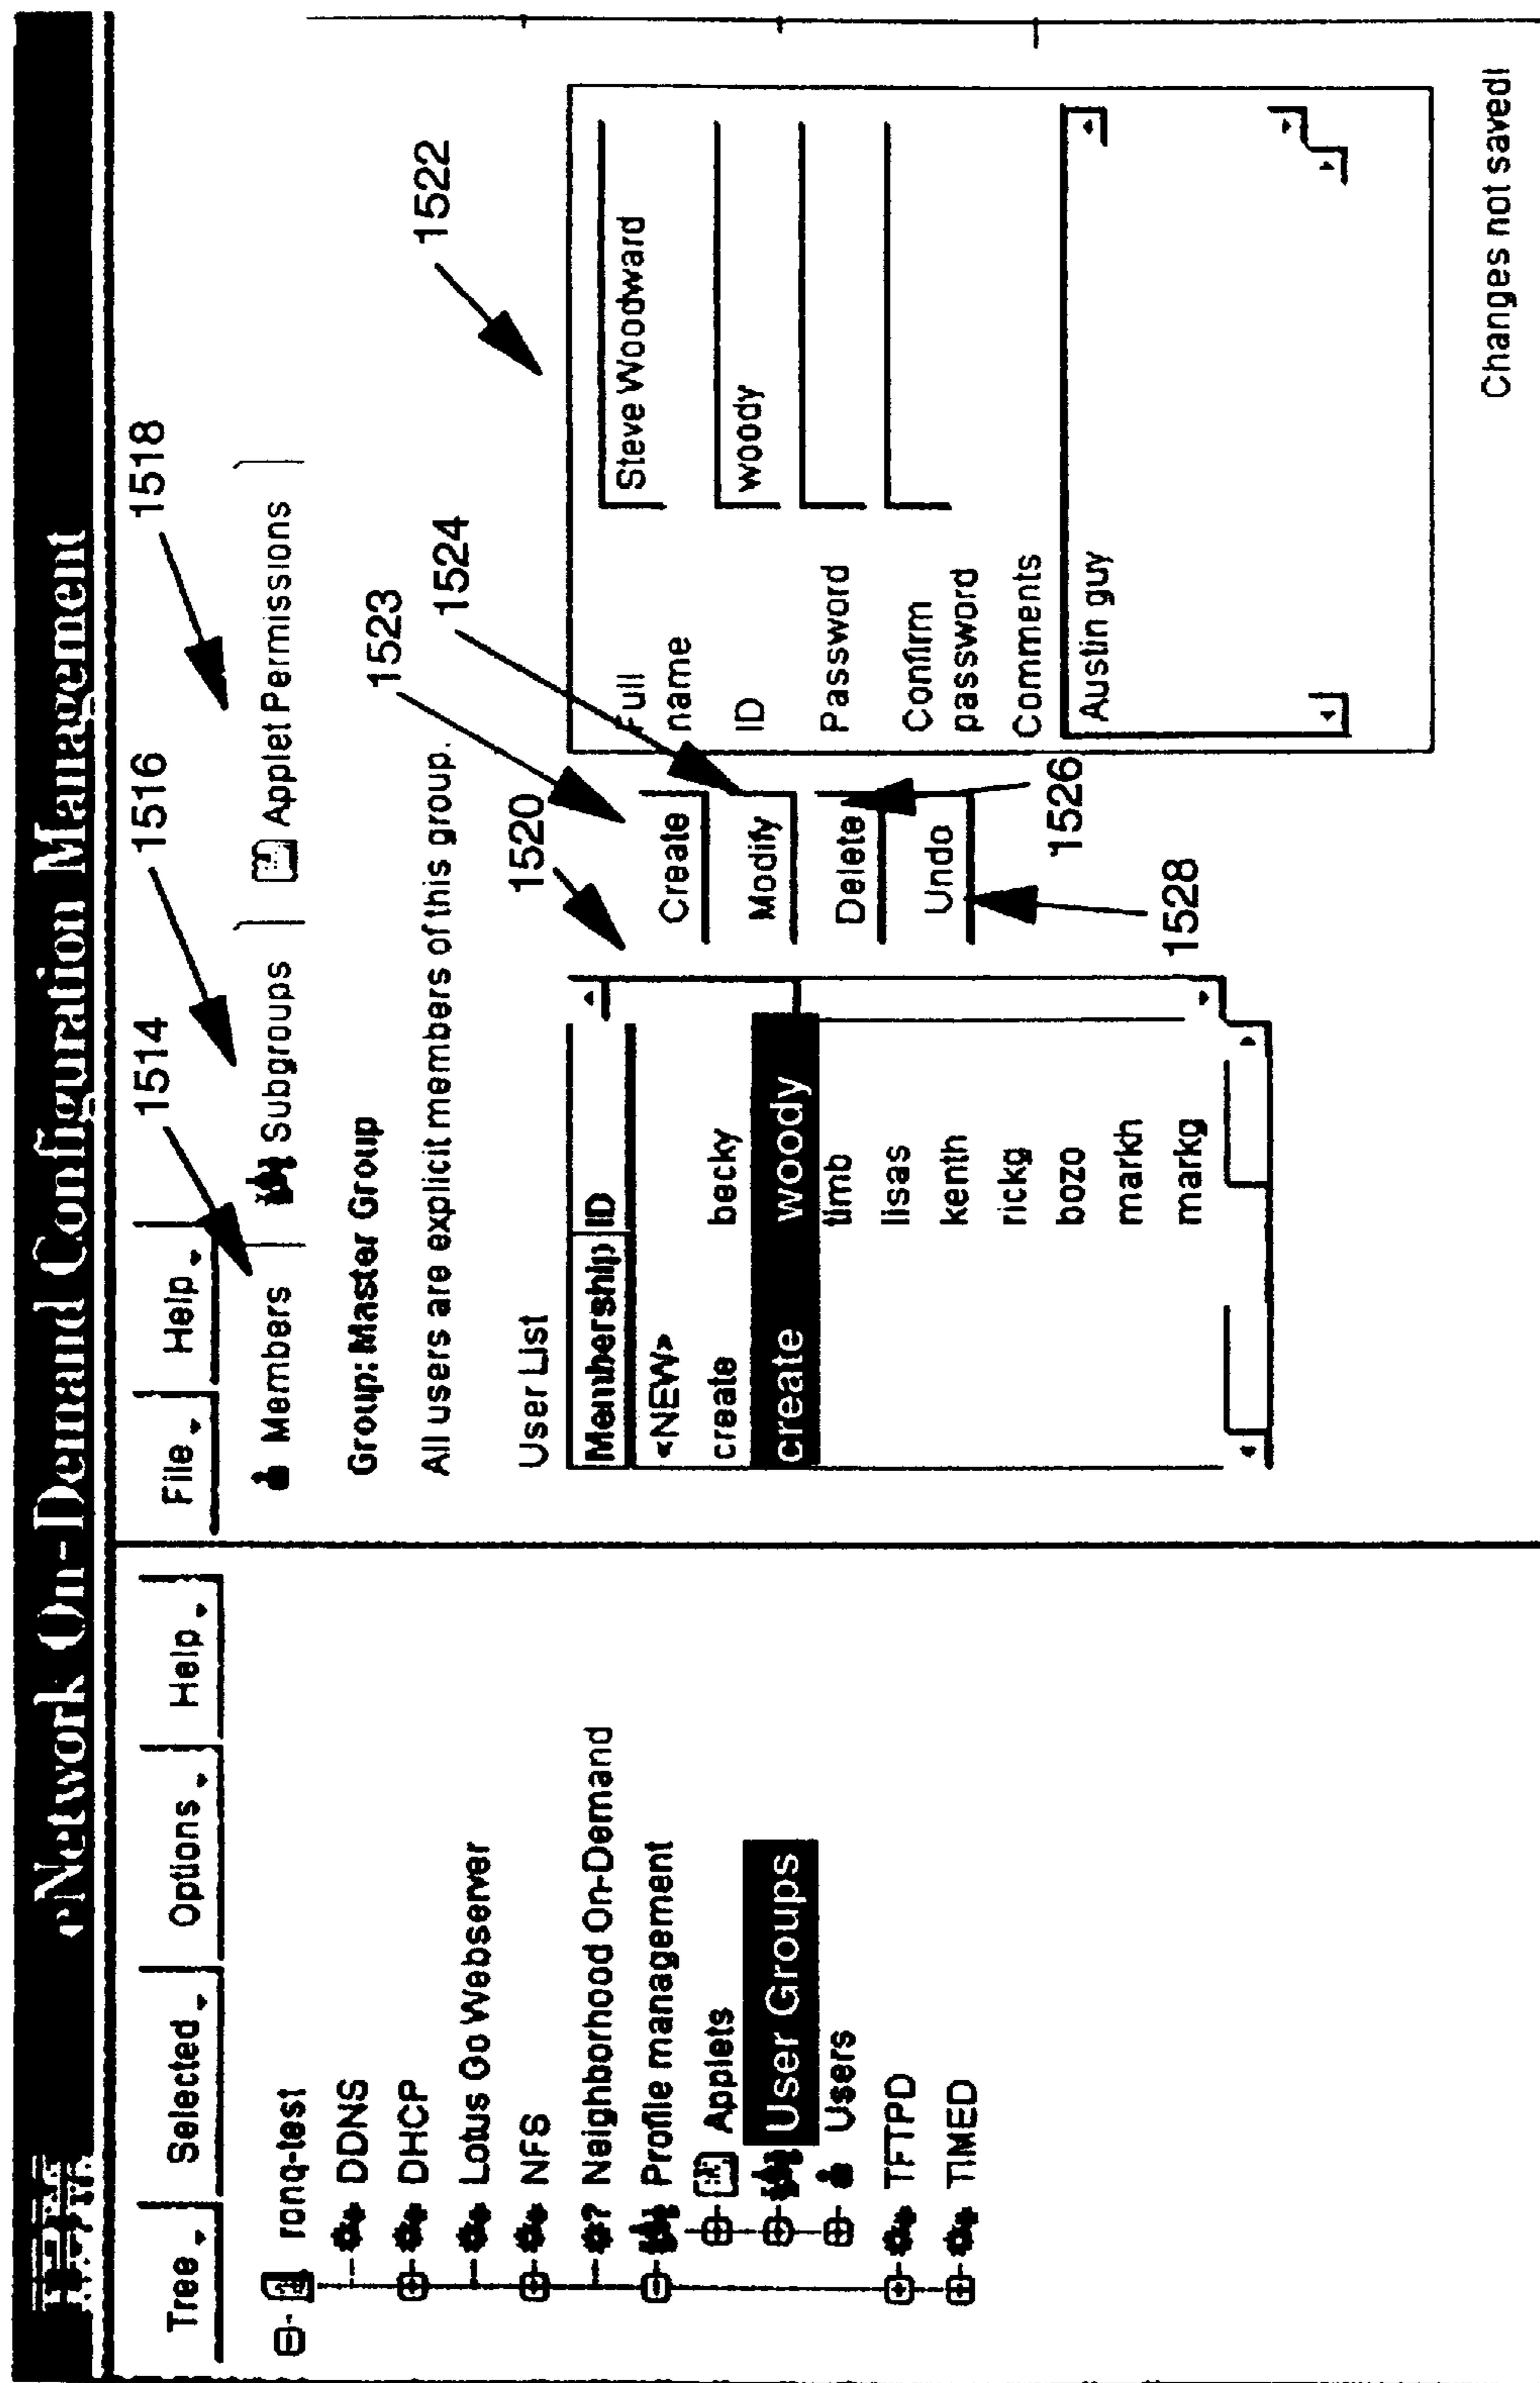 eNetwork On-Demand Configuration Management
Tree Selected Options Help
ronq-test
DDNS
DHCP
Lotus Go Webserver
NFS
? Neighborhood On-Demand
Profile management
Applets
User Groups
Users
TFTPD
TIMED
File Help
1514
1516
1518
Members Subgroups Applet Permissions
Group: Master Group
All users are explicit members of this group.
User List
1520
1523
1524
1522
Membership ID
<NEW>
create becky
create woody
timb
lisas
kenth
rickg
bozo
markh
markg
Create
Modify
Delete
Undo
1526
1528
Full name Steve Woodward
ID woody
Password
Confirm password
Comments
Austin guy
Changes not saved!